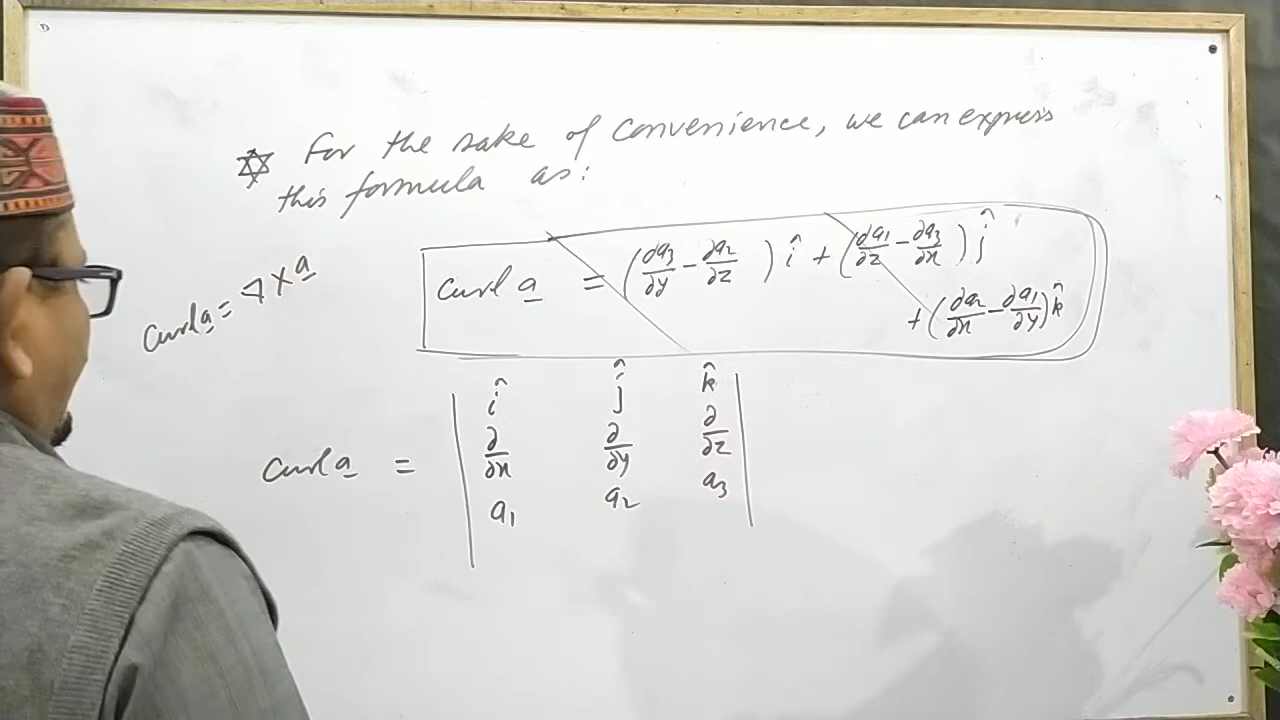 ✡ For the sake of convenience, we can express
this formula as:
curl a = (∂a₃/∂y − ∂a₂/∂z) î + (∂a₁/∂z − ∂a₃/∂x) ĵ
+ (∂a₂/∂x − ∂a₁/∂y) k̂
curl a = ∇ × a
curl a = | î ĵ k̂ |
| ∂/∂x ∂/∂y ∂/∂z |
| a₁ a₂ a₃ |